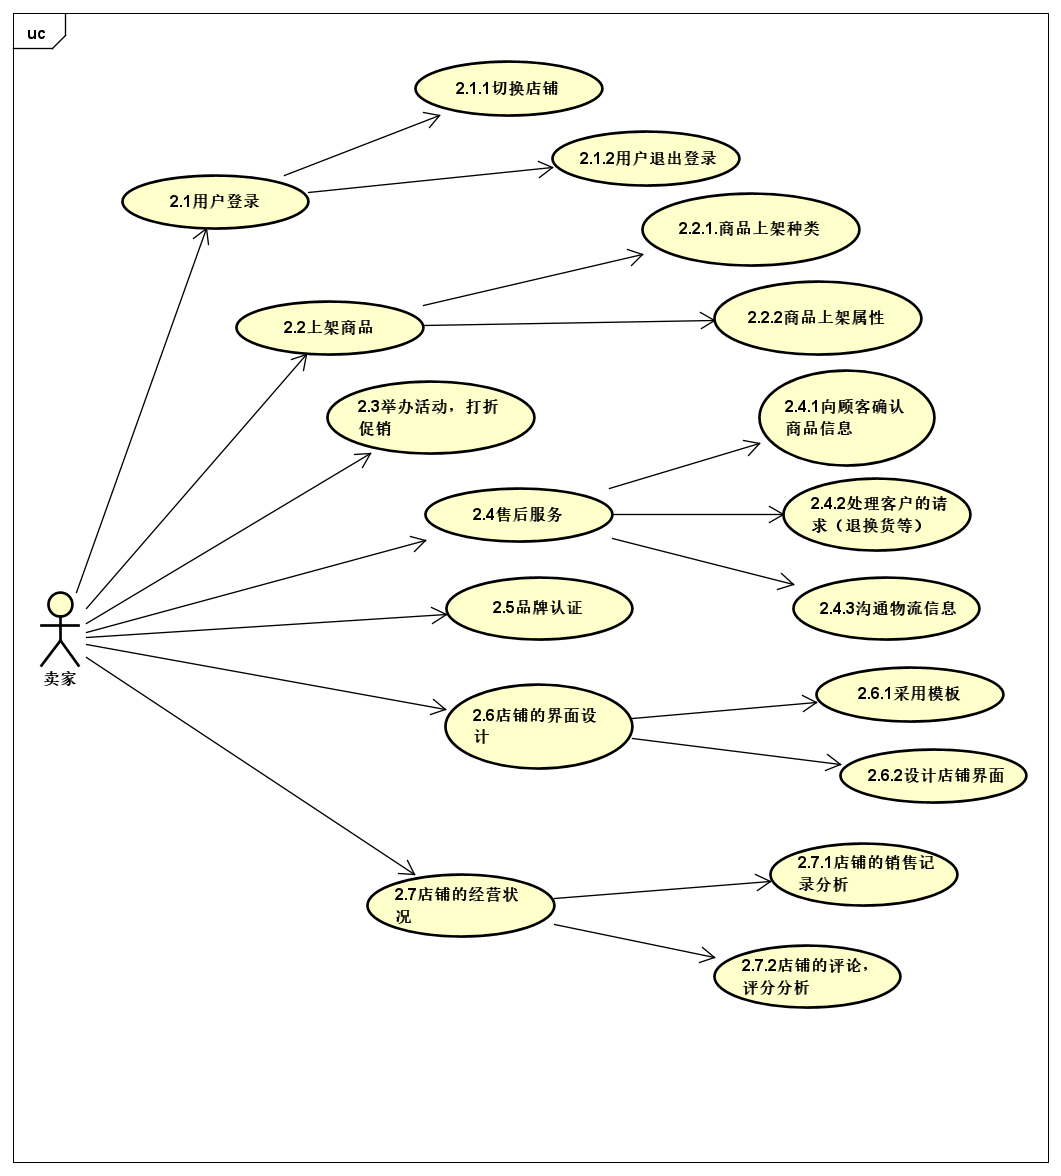 uc
2.1.1切换店铺
2.1.2用户退出登录
2.1用户登录
2.2.1.商品上架种类
2.2上架商品
2.2.2商品上架属性
2.3举办活动，打折
促销
2.4.1向顾客确认
商品信息
2.4售后服务
2.4.2处理客户的请
求（退换货等）
2.5品牌认证
2.4.3沟通物流信息
卖家
2.6店铺的界面设
计
2.6.1采用模板
2.6.2设计店铺界面
2.7店铺的经营状
况
2.7.1店铺的销售记
录分析
2.7.2店铺的评论，
评分分析